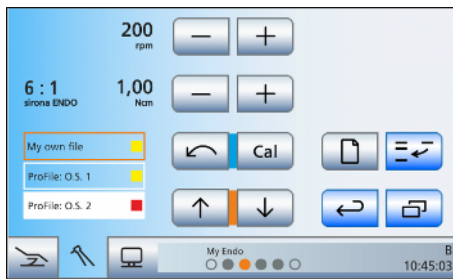 200
rpm
6 : 1
sirona ENDO
1,00
Ncm
My own file
ProFile: O.S. 1
Cal
ProFile: O.S. 2
My Endo
B
10:45:03